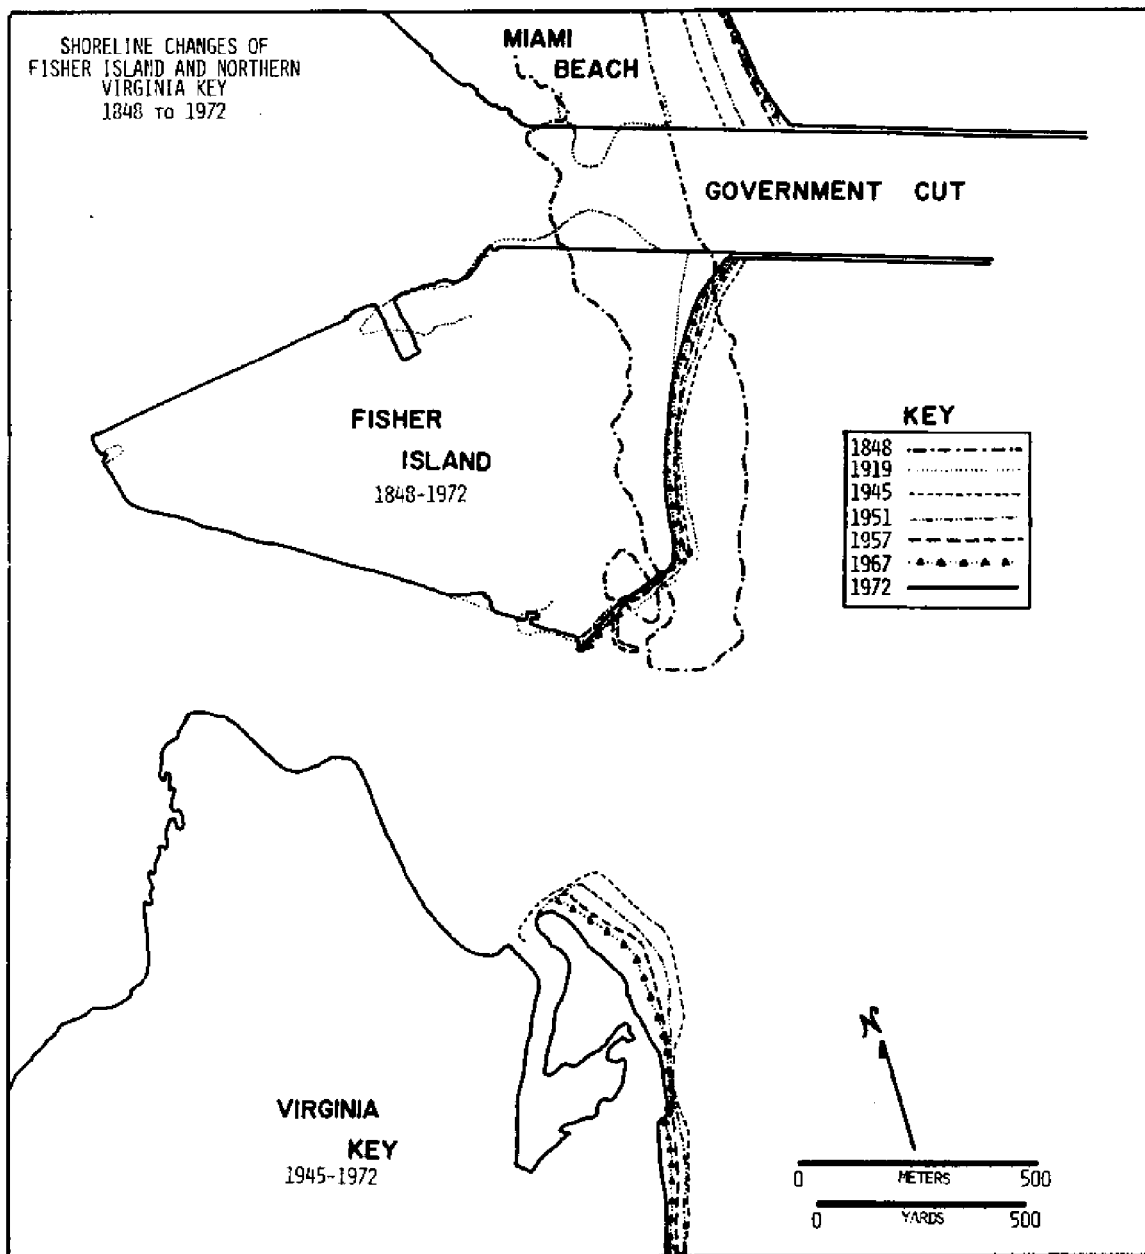 SHORELINE CHANGES OF
FISHER ISLAND AND NORTHERN
VIRGINIA KEY
1848 TO 1972
MIAMI
BEACH
GOVERNMENT CUT
FISHER
ISLAND
1848-1972
KEY
1848
1919
1945
1951
1957
1967
1972
VIRGINIA
KEY
1945-1972
N
0 METERS 500
0 YARDS 500